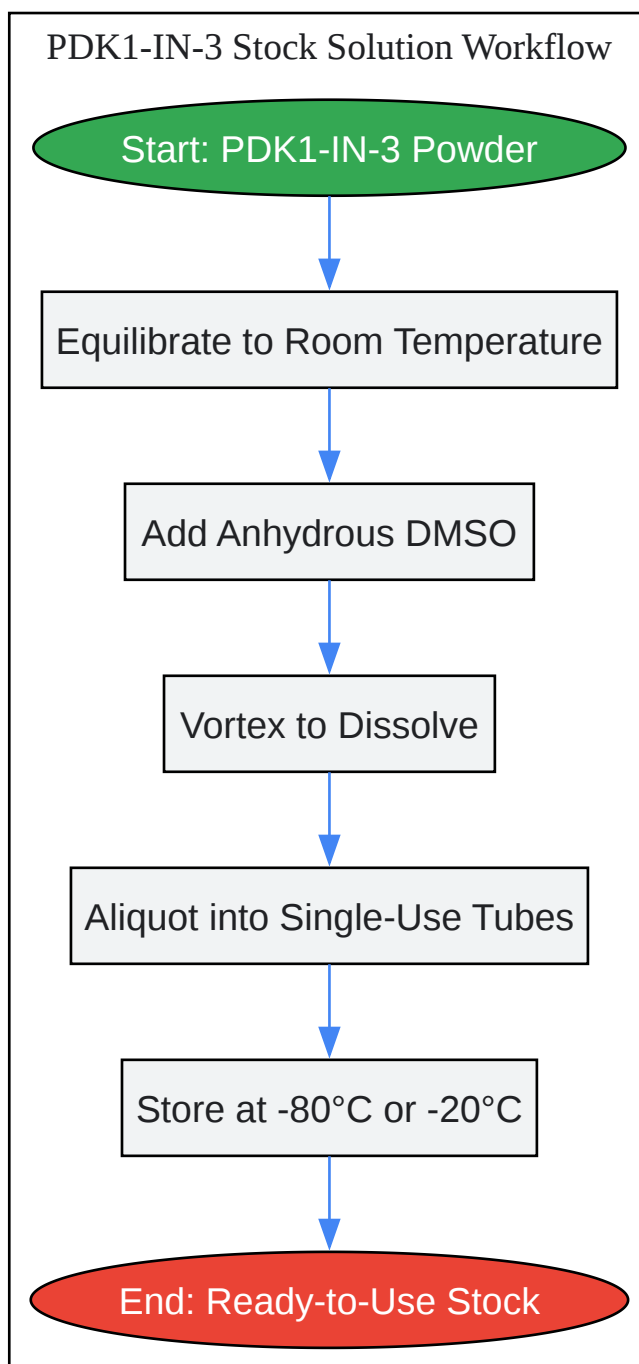 PDK1-IN-3 Stock Solution Workflow
Start: PDK1-IN-3 Powder
Equilibrate to Room Temperature
Add Anhydrous DMSO
Vortex to Dissolve
Aliquot into Single-Use Tubes
Store at -80°C or -20°C
End: Ready-to-Use Stock